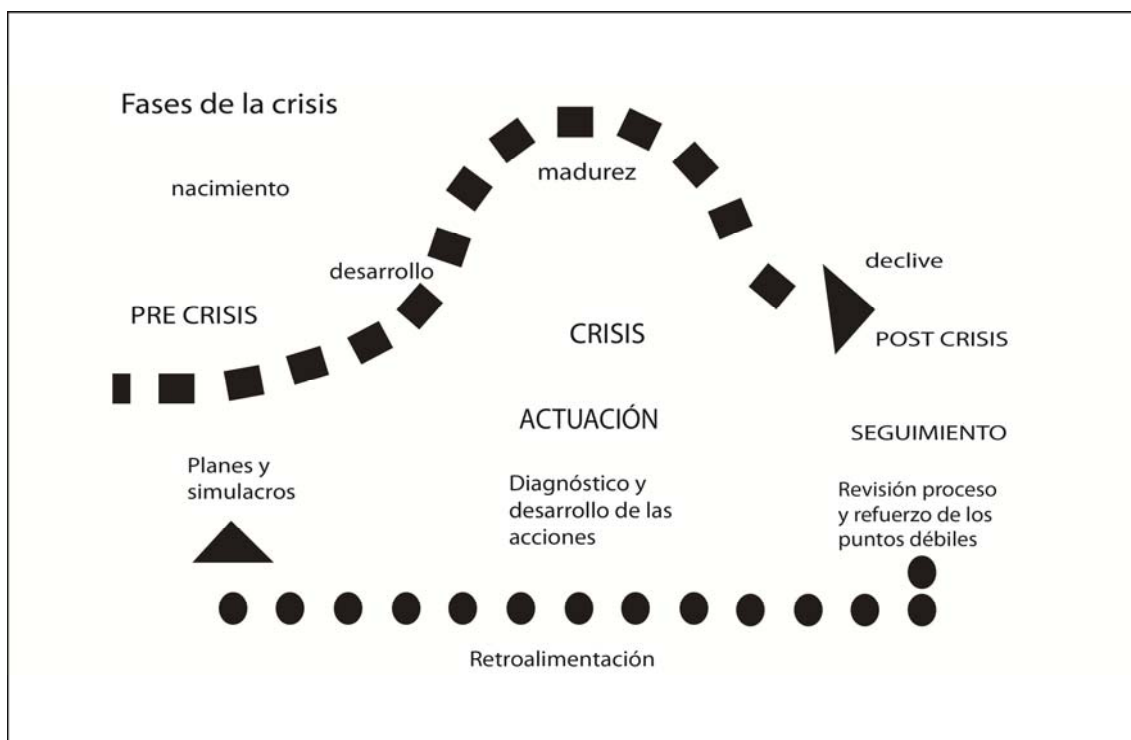 Fases de la crisis
nacimiento
madurez
desarrollo
declive
PRE CRISIS
CRISIS
POST CRISIS
ACTUACIÓN
SEGUIMIENTO
Planes y
simulacros
Diagnóstico y
desarrollo de las
acciones
Revisión proceso
y refuerzo de los
puntos débiles
Retroalimentación